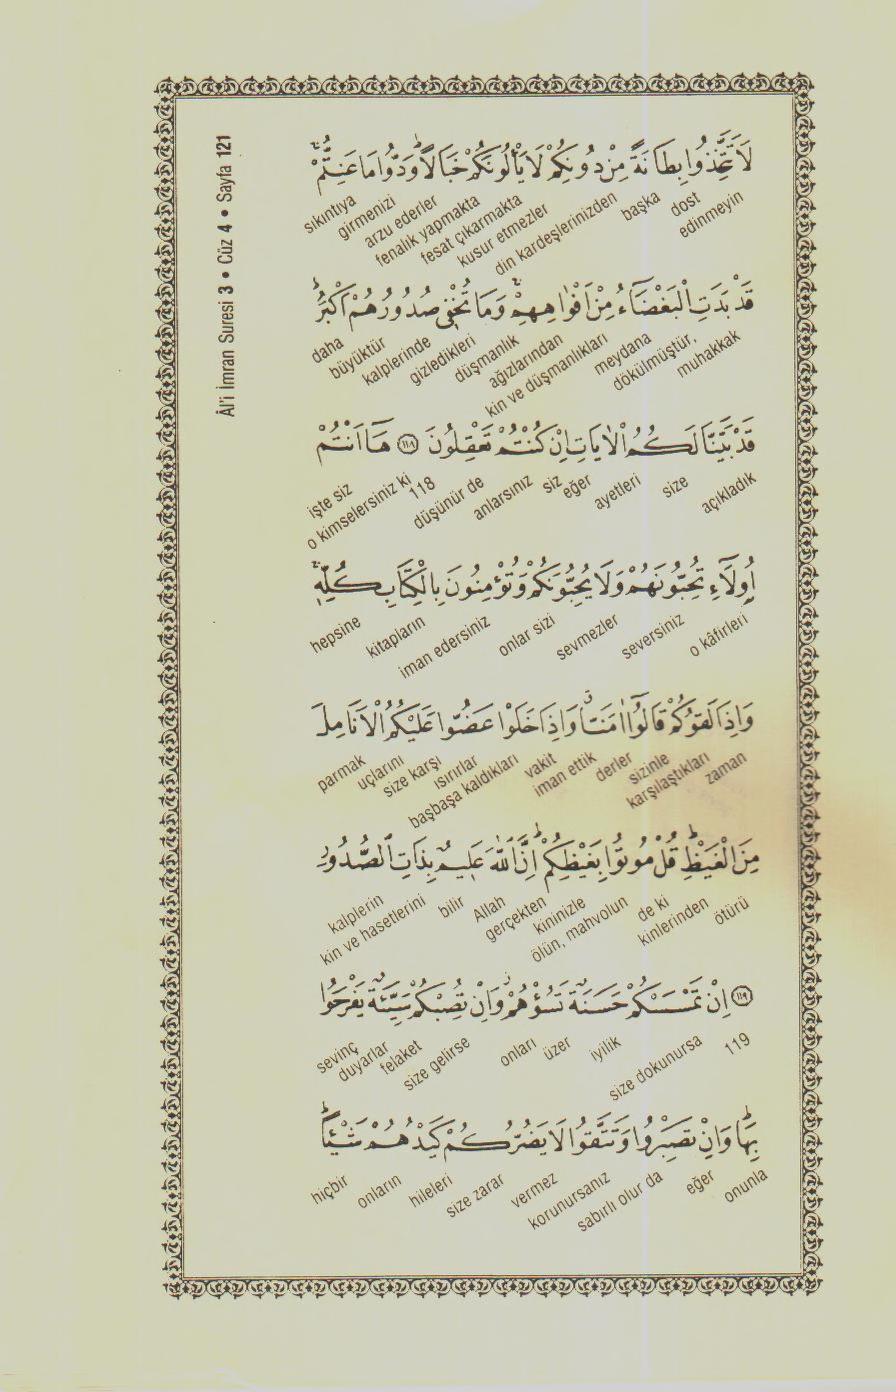 Âl'i İmran Suresi 3 • Cüz 4 • Sayfa 121
لَا تَتَّخِذُوا بِطَانَةً مِنْ دُونِكُمْ لَا يَأْلُونَكُمْ خَبَالًا وَدُّوا مَا عَنِتُّمْ
edinmeyin dost başka din kardeşlerinizden kusur etmezler fesat çıkarmakta fenalık yapmakta arzu ederler girmenizi sıkıntıya
قَدْ بَدَتِ الْبَغْضَاءُ مِنْ اَفْوَاهِهِمْ وَمَا تُخْفِى صُدُورُهُمْ اَكْبَرُ
muhakkak dökülmüştür, meydana kin ve düşmanlıkları ağızlarından düşmanlık gizledikleri kalplerinde büyüktür daha
قَدْ بَيَّنَّا لَكُمُ الْاٰيَاتِ اِنْ كُنْتُمْ تَعْقِلُونَ ﴿١١٨﴾ هَٓا اَنْتُمْ
açıkladık size ayetleri eğer siz anlarsınız düşünür de 118 o kimselersiniz ki işte siz
اُولَٓاءِ تُحِبُّونَهُمْ وَلَا يُحِبُّونَكُمْ وَتُؤْمِنُونَ بِالْكِتَابِ كُلِّهٖ
o kâfirleri seversiniz sevmezler onlar sizi iman edersiniz kitapların hepsine
وَاِذَا لَقُوكُمْ قَالُٓوا اٰمَنَّا وَاِذَا خَلَوْا عَضُّوا عَلَيْكُمُ الْاَنَامِلَ
zaman karşılaştıkları sizinle derler iman ettik vakit başbaşa kaldıkları ısırırlar size karşı uçlarını parmak
مِنَ الْغَيْظِ قُلْ مُوتُوا بِغَيْظِكُمْ اِنَّ اللّٰهَ عَلِيمٌ بِذَاتِ الصُّدُورِ
ötürü kinlerinden de ki ölün, mahvolun kininizle gerçekten Allah bilir kin ve hasetlerini kalplerin
﴿١١٩﴾ اِنْ تَمْسَسْكُمْ حَسَنَةٌ تَسُؤْهُمْ وَاِنْ تُصِبْكُمْ سَيِّئَةٌ يَفْرَحُوا
119 size dokunursa iyilik üzer onları size gelirse felaket duyarlar sevinç
بِهَا وَاِنْ تَصْبِرُوا وَتَتَّقُوا لَا يَضُرُّكُمْ كَيْدُهُمْ شَيْئًا
onunla eğer sabırlı olur da korunursanız vermez size zarar hileleri onların hiçbir